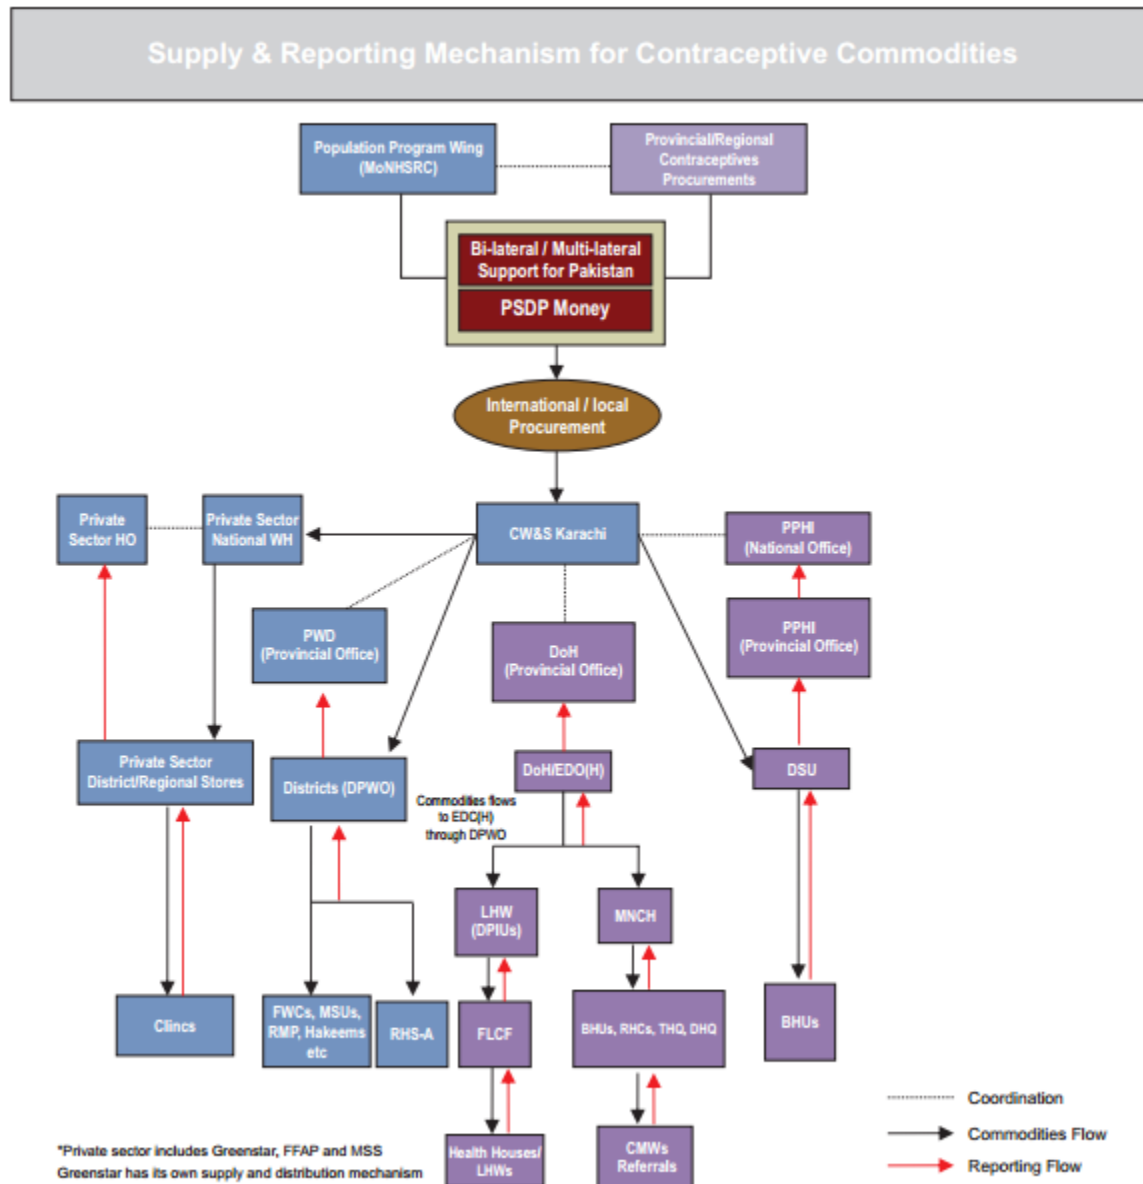 Supply & Reporting Mechanism for Contraceptive Commodities
Population Program Wing
(MoNHSRC)
Provincial/Regional
Contraceptives
Procurements
Bi-lateral / Multi-lateral
Support for Pakistan
PSDP Money
International / local
Procurement
Private
Sector HO
Private Sector
National WH
CW&S Karachi
PPHI
(National Office)
PWD
(Provincial Office)
DoH
(Provincial Office)
PPHI
(Provincial Office)
Private Sector
District/Regional Stores
Districts (DPWO)
DoH/EDO(H)
DSU
Commodities flows
to EDC(H)
through DPWO
LHW
(DPIUs)
MNCH
Clincs
FWCs, MSUs,
RMP, Hakeems
etc
RHS-A
FLCF
BHUs, RHCs, THQ, DHQ
BHUs
Health Houses/
LHWs
CMWs
Referrals
Coordination
Commodities Flow
Reporting Flow
*Private sector includes Greenstar, FFAP and MSS
Greenstar has its own supply and distribution mechanism